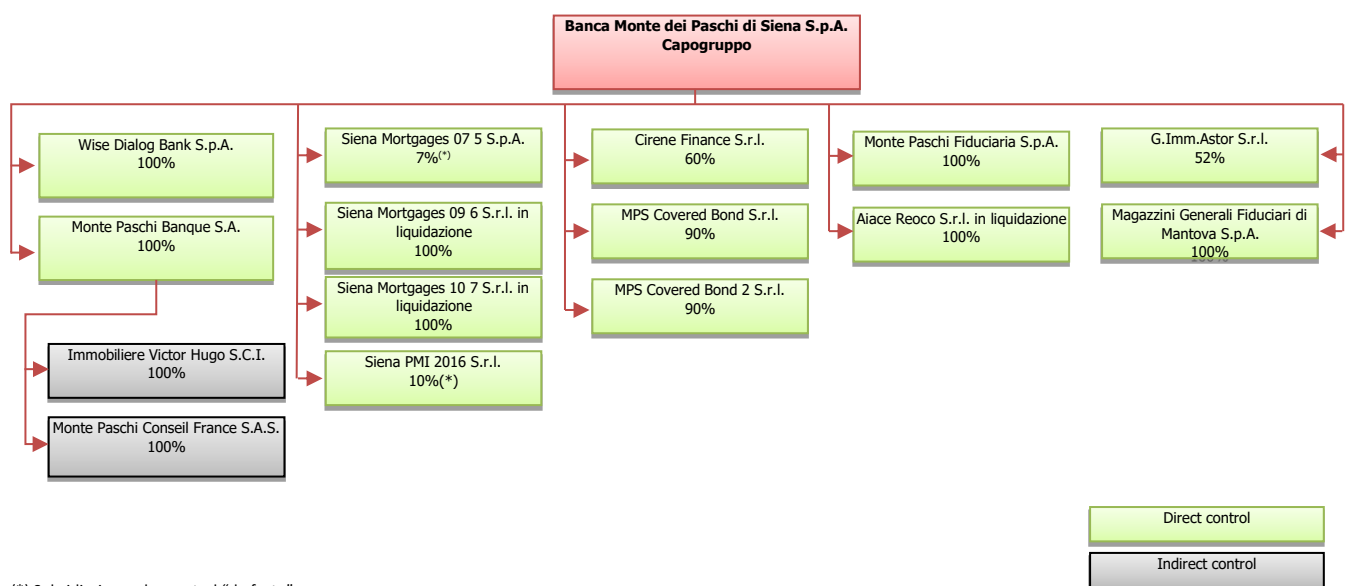 Banca Monte dei Paschi di Siena S.p.A.
Capogruppo
Wise Dialog Bank S.p.A.
100%
Monte Paschi Banque S.A.
100%
Immobiliere Victor Hugo S.C.I.
100%
Monte Paschi Conseil France S.A.S.
100%
Siena Mortgages 07 5 S.p.A.
7%(*)
Siena Mortgages 09 6 S.r.l. in
liquidazione
100%
Siena Mortgages 10 7 S.r.l. in
liquidazione
100%
Siena PMI 2016 S.r.l.
10%(*)
Cirene Finance S.r.l.
60%
MPS Covered Bond S.r.l.
90%
MPS Covered Bond 2 S.r.l.
90%
Monte Paschi Fiduciaria S.p.A.
100%
Aiace Reoco S.r.l. in liquidazione
100%
G.Imm.Astor S.r.l.
52%
Magazzini Generali Fiduciari di
Mantova S.p.A.
100%
Direct control
Indirect control